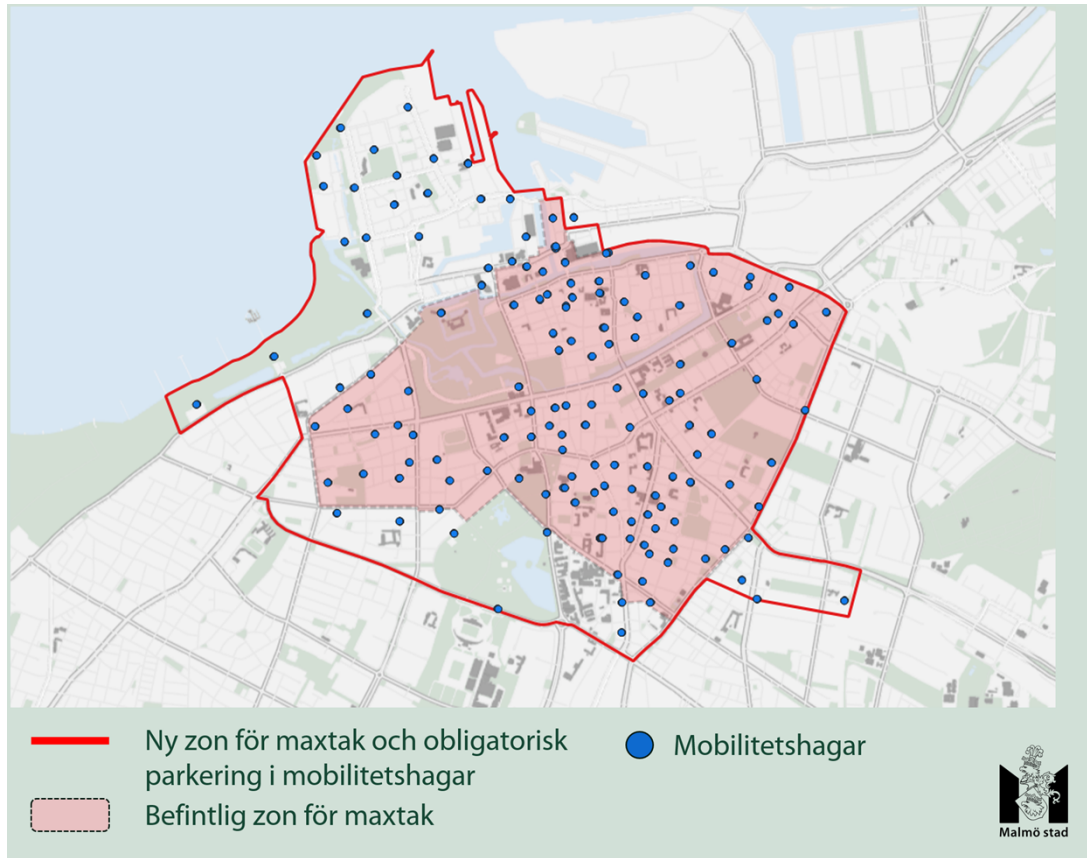 Ny zon för maxtak och obligatorisk
parkering i mobilitetshagar
Befintlig zon för maxtak
Mobilitetshagar
Malmö stad